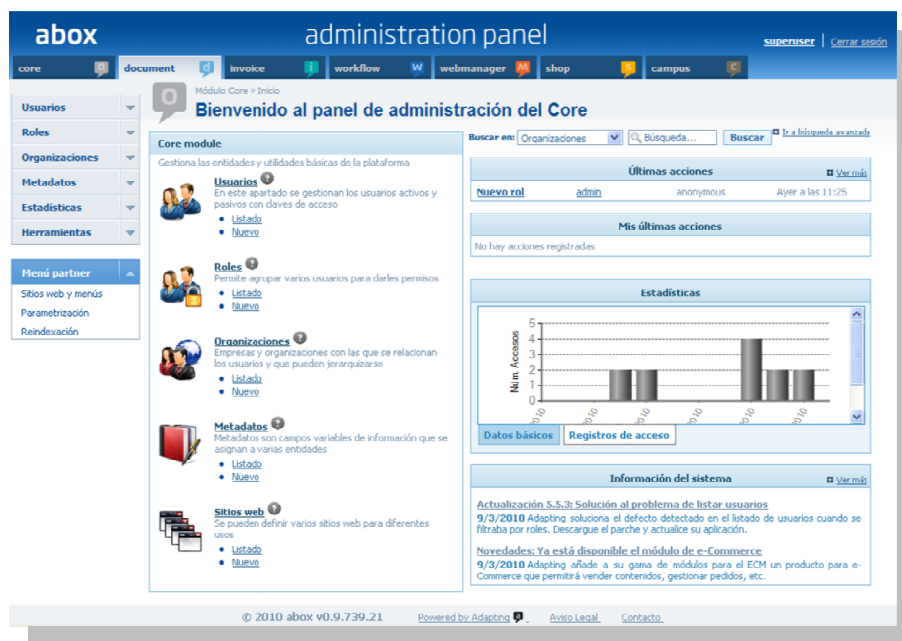 abox
administration panel
superuser | Cerrar sesión
core
document
invoice
workflow
webmanager
shop
campus
Módulo Core » Inicio
Bienvenido al panel de administración del Core
Usuarios
Roles
Organizaciones
Metadatos
Estadísticas
Herramientas
Menú partner
Sitios web y menús
Parametrización
Reindexación
Core module
Gestiona las entidades y utilidades básicas de la plataforma
Usuarios
En este apartado se gestionan los usuarios activos y
pasivos con claves de acceso
Listado
Nuevo
Roles
Permite agrupar varios usuarios para darles permisos
Listado
Nuevo
Organizaciones
Empresas y organizaciones con las que se relacionan
los usuarios y que pueden jerarquizarse
Listado
Nuevo
Metadatos
Metadatos son campos variables de información que se
asignan a varias entidades
Listado
Nuevo
Sitios web
Se pueden definir varios sitios web para diferentes
usos
Listado
Nuevo
Buscar en: Organizaciones Búsqueda... Buscar Ir a búsqueda avanzada
Últimas acciones Ver más
Nuevo rol admin anonymous Ayer a las 11:25
Mis últimas acciones
No hay acciones registradas
Estadísticas
Núm. Accesos
5
4
3
2
1
0
Datos básicos Registros de acceso
Información del sistema Ver más
Actualización 5.5.3: Solución al problema de listar usuarios
9/3/2010 Adapting soluciona el defecto detectado en el listado de usuarios cuando se
filtraba por roles. Descargue el parche y actualice su aplicación.
Novedades: Ya está disponible el módulo de e-Commerce
9/3/2010 Adapting añade a su gama de módulos para el ECM un producto para e-
Commerce que permitirá vender contenidos, gestionar pedidos, etc.
© 2010 abox v0.9.739.21 Powered by Adapting Aviso Legal Contacto